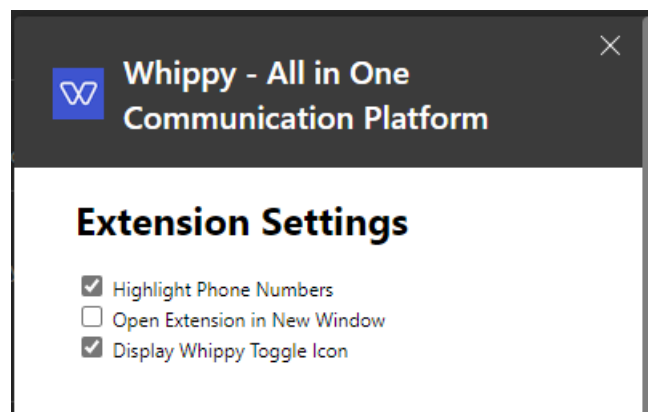 Whippy - All in One
Communication Platform
Extension Settings
Highlight Phone Numbers
Open Extension in New Window
Display Whippy Toggle Icon